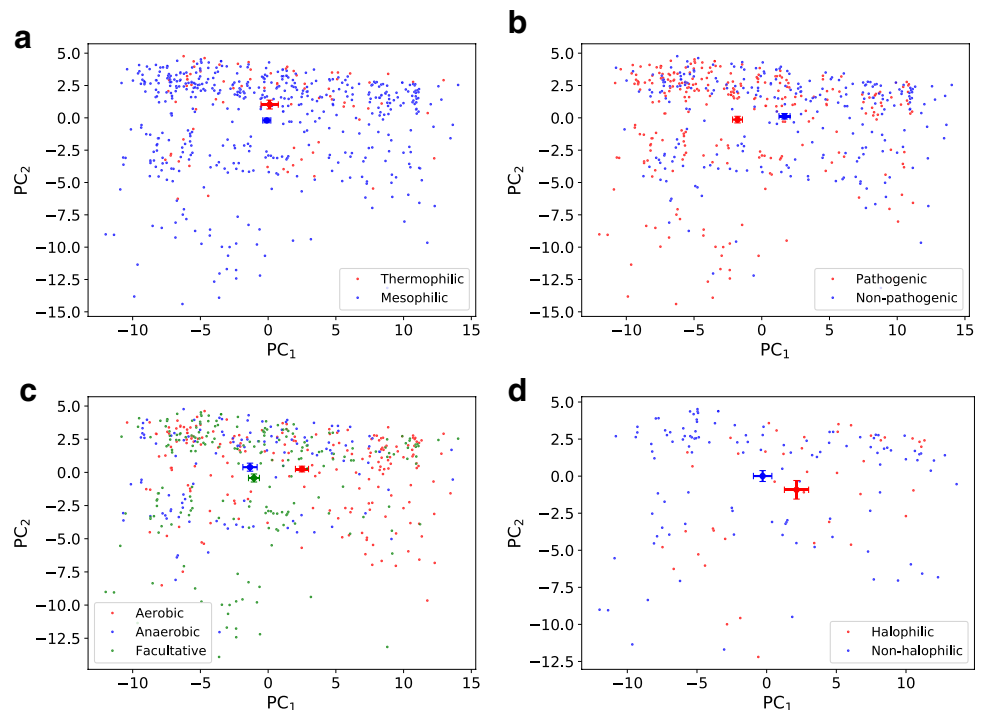 a
5.0
2.5
0.0
−2.5
−5.0
−7.5
−10.0
−12.5
−15.0
PC2
Thermophilic
Mesophilic
−10 −5 0 5 10 15
PC1
b
5.0
2.5
0.0
−2.5
−5.0
−7.5
−10.0
−12.5
−15.0
PC2
Pathogenic
Non-pathogenic
−10 −5 0 5 10 15
PC1
c
5.0
2.5
0.0
−2.5
−5.0
−7.5
−10.0
−12.5
PC2
Aerobic
Anaerobic
Facultative
−10 −5 0 5 10 15
PC1
d
5.0
2.5
0.0
−2.5
−5.0
−7.5
−10.0
−12.5
PC2
Halophilic
Non-halophilic
−10 −5 0 5 10
PC1